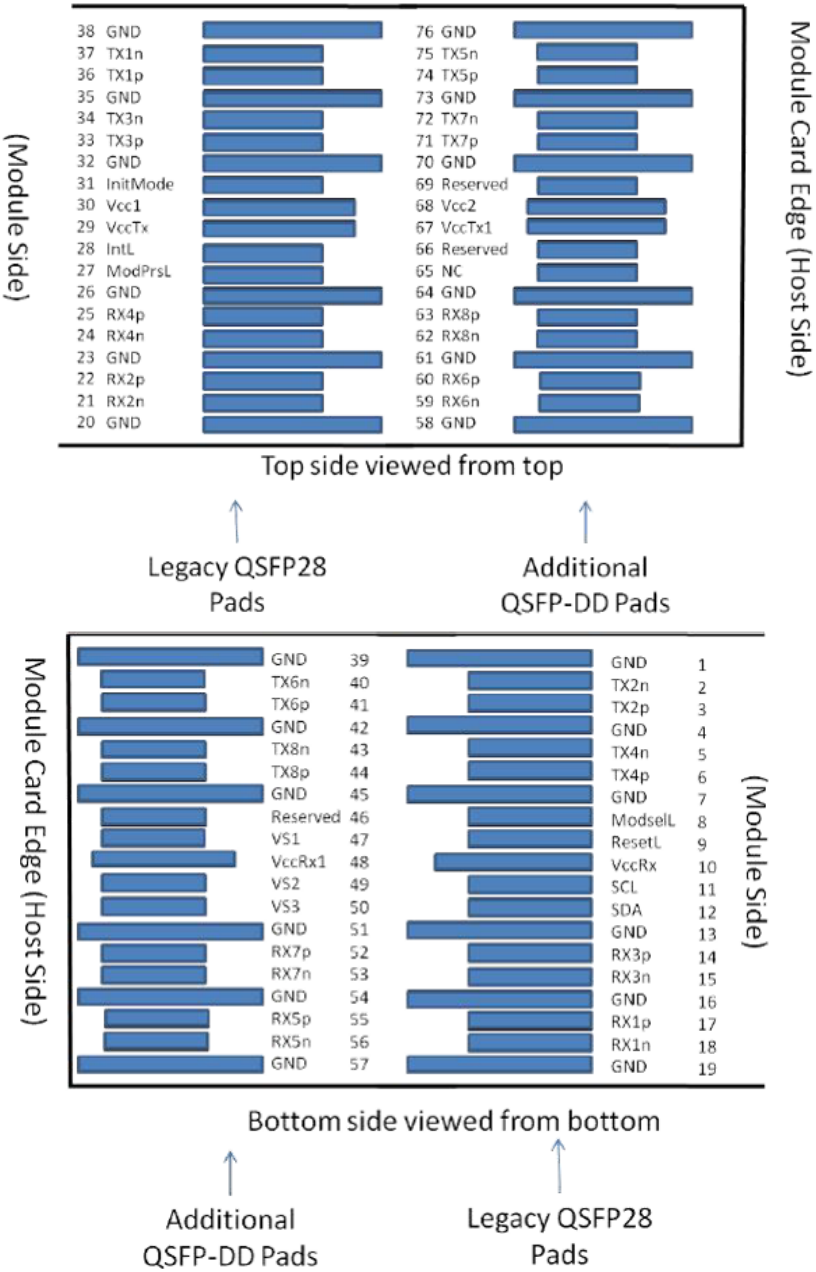 38 GND 76 GND
37 TX1n 75 TX5n
36 TX1p 74 TX5p
35 GND 73 GND
34 TX3n 72 TX7n
33 TX3p 71 TX7p
32 GND 70 GND
31 InitMode 69 Reserved
30 Vcc1 68 Vcc2
29 VccTx 67 VccTx1
28 IntL 66 Reserved
27 ModPrsL 65 NC
26 GND 64 GND
25 RX4p 63 RX8p
24 RX4n 62 RX8n
23 GND 61 GND
22 RX2p 60 RX6p
21 RX2n 59 RX6n
20 GND 58 GND
(Module Side)
Module Card Edge (Host Side)
Top side viewed from top
Legacy QSFP28
Pads
Additional
QSFP-DD Pads
Module Card Edge (Host Side)
GND 39 GND 1
TX6n 40 TX2n 2
TX6p 41 TX2p 3
GND 42 GND 4
TX8n 43 TX4n 5
TX8p 44 TX4p 6
GND 45 GND 7
Reserved 46 ModselL 8
VS1 47 ResetL 9
VccRx1 48 VccRx 10
VS2 49 SCL 11
VS3 50 SDA 12
GND 51 GND 13
RX7p 52 RX3p 14
RX7n 53 RX3n 15
GND 54 GND 16
RX5p 55 RX1p 17
RX5n 56 RX1n 18
GND 57 GND 19
(Module Side)
Bottom side viewed from bottom
Additional
QSFP-DD Pads
Legacy QSFP28
Pads